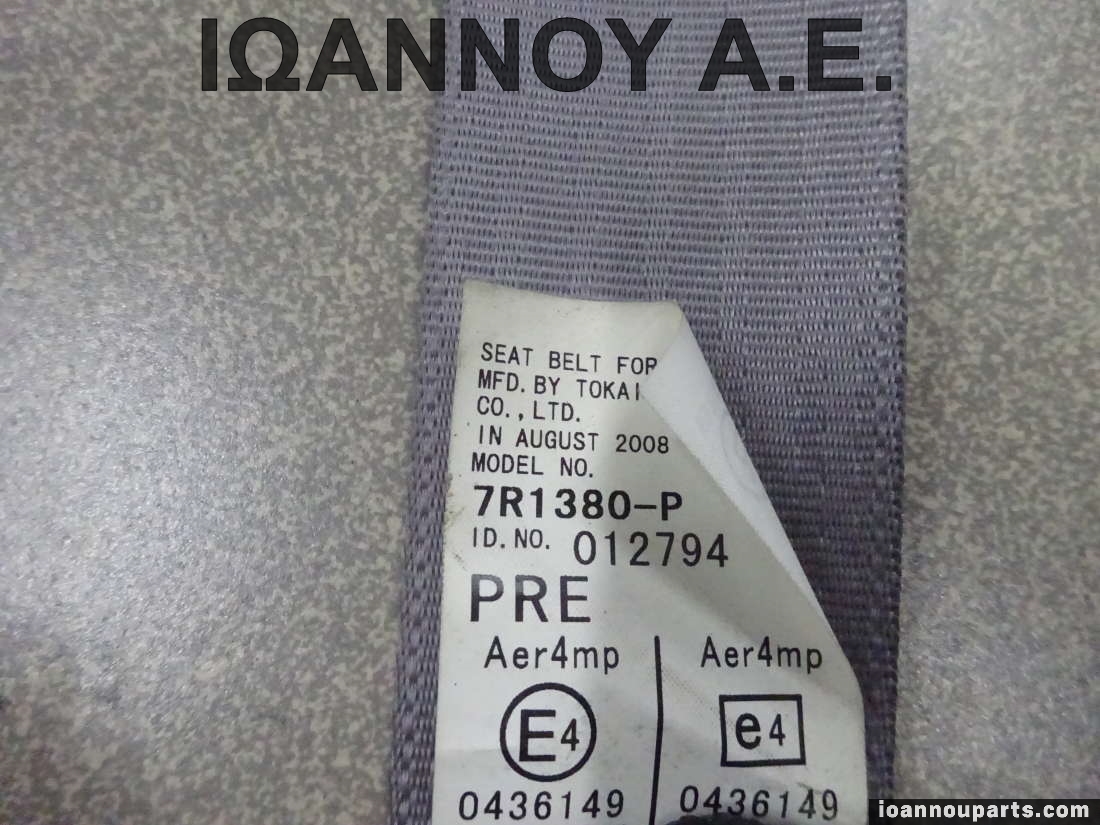 ΙΩΑΝΝΟΥ Α.Ε.
SEAT BELT FOR
MFD. BY TOKAI
CO., LTD.
IN AUGUST 2008
MODEL NO.
7R1380-P
ID. NO. 012794
PRE
Aer4mp Aer4mp
E4 e4
0436149 0436149
ioannouparts.com